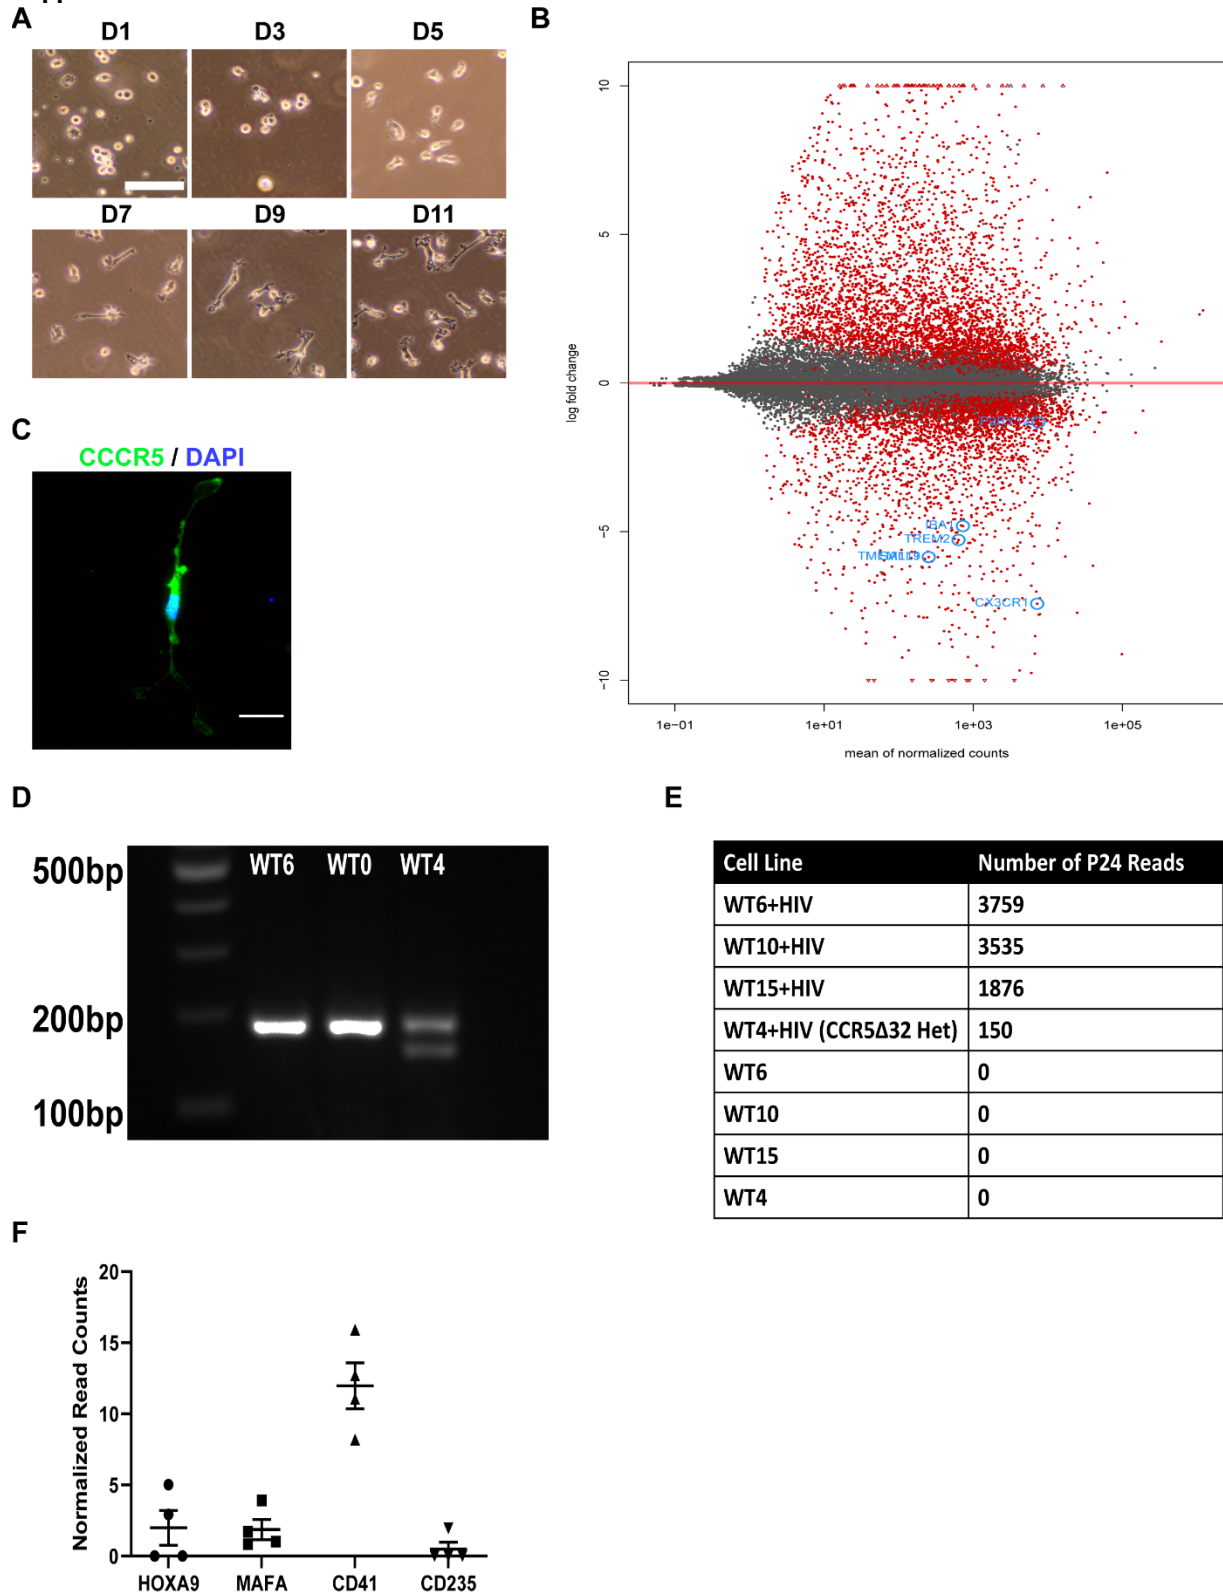 A
D1 D3 D5
D7 D9 D11
B
10
5
0
−5
−10
log fold change
IBA1
TREM2
CX3CR1
1e−01 1e+01 1e+03 1e+05
mean of normalized counts
C
CCCR5 / DAPI
D
500bp
200bp
100bp
WT6 WT0 WT4
E
Cell Line Number of P24 Reads
WT6+HIV 3759
WT10+HIV 3535
WT15+HIV 1876
WT4+HIV (CCR5Δ32 Het) 150
WT6 0
WT10 0
WT15 0
WT4 0
F
Normalized Read Counts
20
15
10
5
0
HOXA9 MAFA CD41 CD235